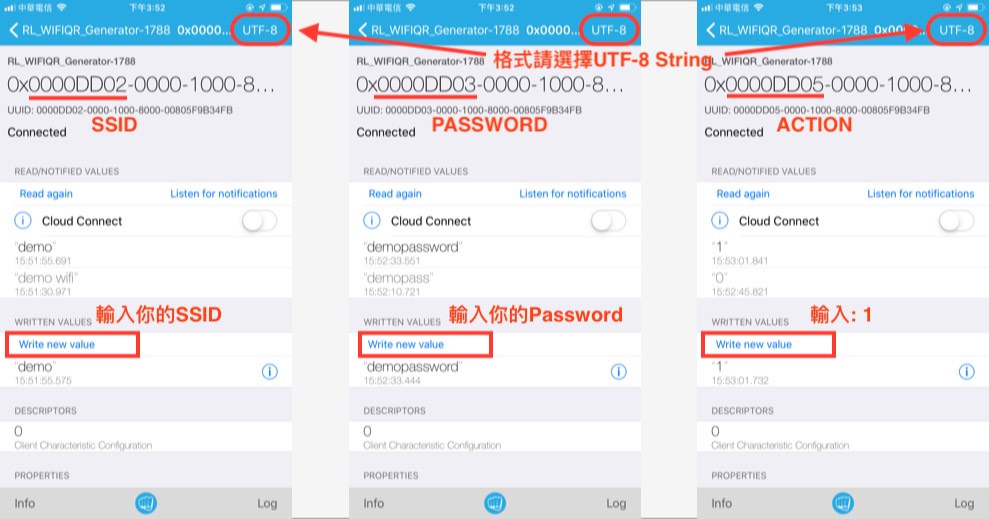 中華電信 下午3:52
RL_WIFIQR_Generator-1788 0x0000... UTF-8
RL_WIFIQR_Generator-1788
0x0000DD02-0000-1000-8...
UUID: 0000DD02-0000-1000-8000-00805F9B34FB
SSID
Connected
READ/NOTIFIED VALUES
Read again Listen for notifications
Cloud Connect
"demo"
15:51:55.691
"demo wifi"
15:51:30.971
輸入你的SSID
WRITTEN VALUES
Write new value
"demo"
15:51:55.575
DESCRIPTORS
0
Client Characteristic Configuration
PROPERTIES
Info Log
中華電信 下午3:52
RL_WIFIQR_Generator-1788 0x0000... UTF-8
格式請選擇UTF-8 String
RL_WIFIQR_Generator-1788
0x0000DD03-0000-1000-8...
UUID: 0000DD03-0000-1000-8000-00805F9B34FB
PASSWORD
Connected
READ/NOTIFIED VALUES
Read again Listen for notifications
Cloud Connect
"demopassword"
15:52:33.551
"demopass"
15:52:10.721
輸入你的Password
WRITTEN VALUES
Write new value
"demopassword"
15:52:33.444
DESCRIPTORS
0
Client Characteristic Configuration
PROPERTIES
Info Log
中華電信 下午3:53
RL_WIFIQR_Generator-1788 0x0000... UTF-8
RL_WIFIQR_Generator-1788
0x0000DD05-0000-1000-8...
UUID: 0000DD05-0000-1000-8000-00805F9B34FB
ACTION
Connected
READ/NOTIFIED VALUES
Read again Listen for notifications
Cloud Connect
"1"
15:53:01.841
"0"
15:52:45.821
輸入: 1
WRITTEN VALUES
Write new value
"1"
15:53:01.732
DESCRIPTORS
0
Client Characteristic Configuration
PROPERTIES
Info Log